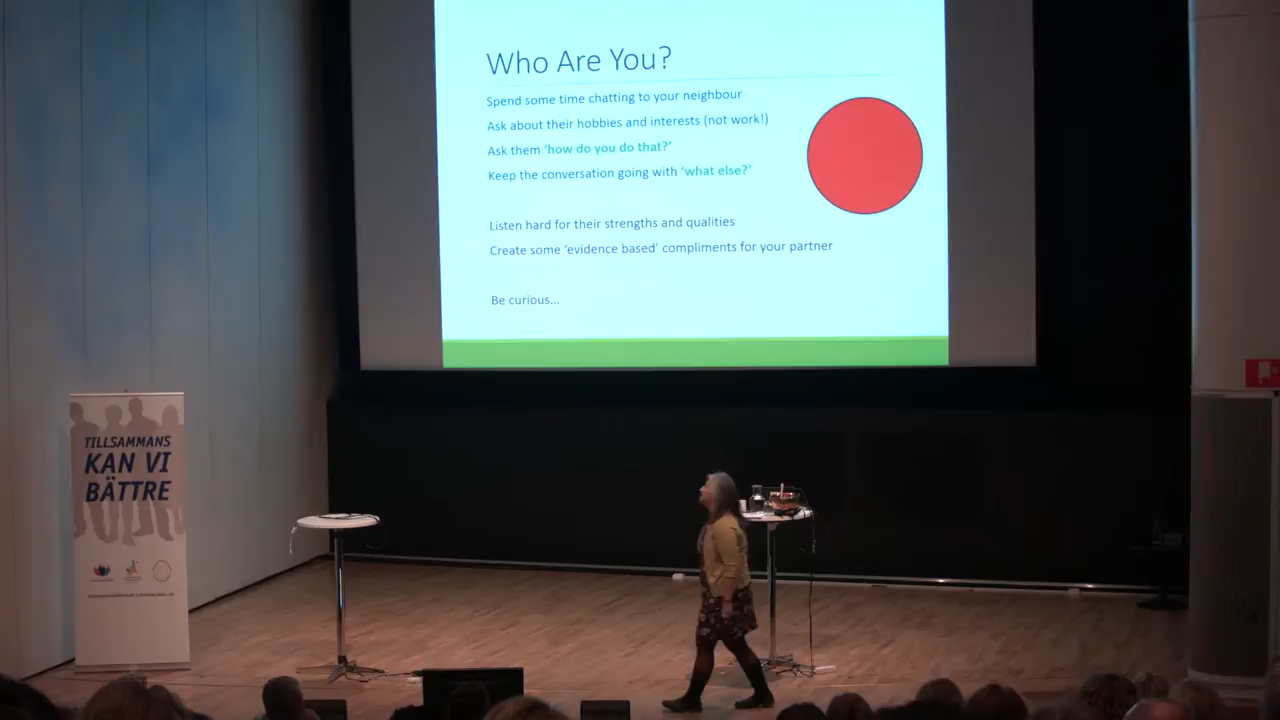 Who Are You?
Spend some time chatting to your neighbour
Ask about their hobbies and interests (not work!)
Ask them ‘how do you do that?’
Keep the conversation going with ‘what else?’
Listen hard for their strengths and qualities
Create some ‘evidence based’ compliments for your partner
Be curious...
TILLSAMMANS
KAN VI
BÄTTRE